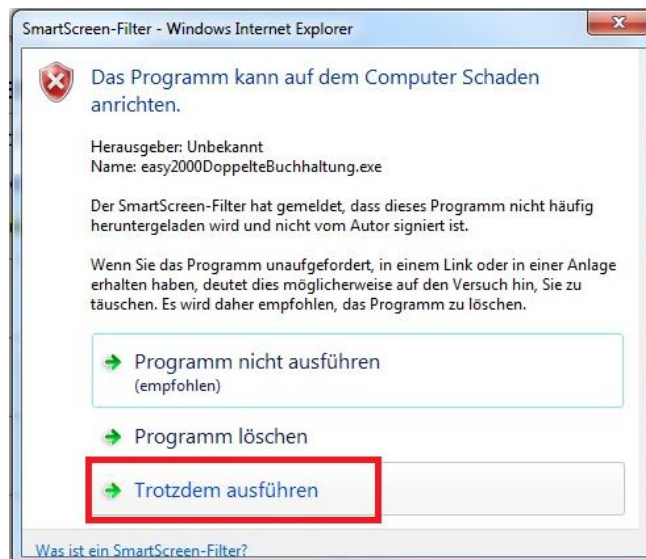 SmartScreen-Filter - Windows Internet Explorer
Das Programm kann auf dem Computer Schaden
anrichten.
Herausgeber: Unbekannt
Name: easy2000DoppelteBuchhaltung.exe
Der SmartScreen-Filter hat gemeldet, dass dieses Programm nicht häufig
heruntergeladen wird und nicht vom Autor signiert ist.
Wenn Sie das Programm unaufgefordert, in einem Link oder in einer Anlage
erhalten haben, deutet dies möglicherweise auf den Versuch hin, Sie zu
täuschen. Es wird daher empfohlen, das Programm zu löschen.
Programm nicht ausführen
(empfohlen)
Programm löschen
Trotzdem ausführen
Was ist ein SmartScreen-Filter?